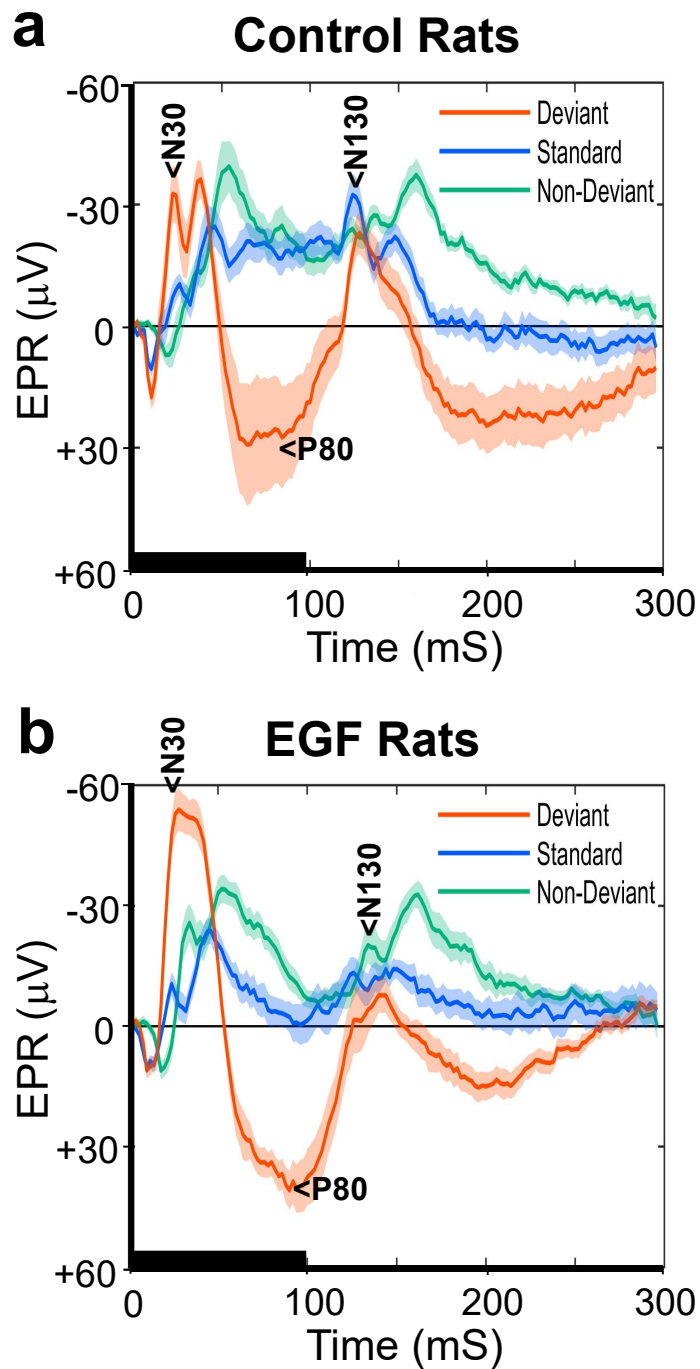 a
Control Rats
-60
<N30
<N130
Deviant
Standard
Non-Deviant
-30
EPR (μV)
0
+30
<P80
+60
0
100
200
300
Time (mS)
b
EGF Rats
<N30
-60
Deviant
Standard
Non-Deviant
<N130
-30
EPR (μV)
0
+30
<P80
+60
0
100
200
300
Time (mS)